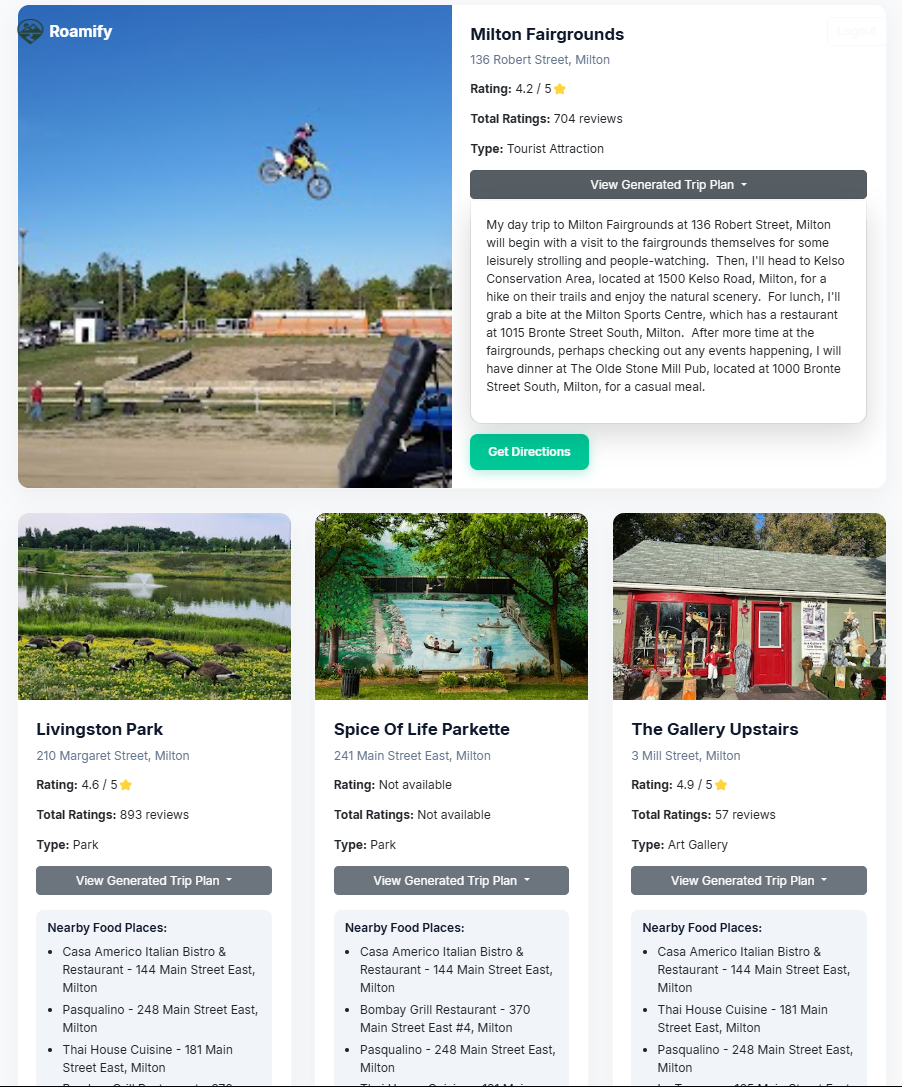 Roamify
Logout
Milton Fairgrounds
136 Robert Street, Milton
Rating: 4.2 / 5
Total Ratings: 704 reviews
Type: Tourist Attraction
View Generated Trip Plan
My day trip to Milton Fairgrounds at 136 Robert Street, Milton
will begin with a visit to the fairgrounds themselves for some
leisurely strolling and people-watching.  Then, I'll head to Kelso
Conservation Area, located at 1500 Kelso Road, Milton, for a
hike on their trails and enjoy the natural scenery.  For lunch, I'll
grab a bite at the Milton Sports Centre, which has a restaurant
at 1015 Bronte Street South, Milton.  After more time at the
fairgrounds, perhaps checking out any events happening, I will
have dinner at The Olde Stone Mill Pub, located at 1000 Bronte
Street South, Milton, for a casual meal.
Get Directions
Livingston Park
210 Margaret Street, Milton
Rating: 4.6 / 5
Total Ratings: 893 reviews
Type: Park
View Generated Trip Plan
Nearby Food Places:
• Casa Americo Italian Bistro &
Restaurant - 144 Main Street East,
Milton
• Pasqualino - 248 Main Street East,
Milton
• Thai House Cuisine - 181 Main
Street East, Milton
Spice Of Life Parkette
241 Main Street East, Milton
Rating: Not available
Total Ratings: Not available
Type: Park
View Generated Trip Plan
Nearby Food Places:
• Casa Americo Italian Bistro &
Restaurant - 144 Main Street East,
Milton
• Bombay Grill Restaurant - 370
Main Street East #4, Milton
• Pasqualino - 248 Main Street East,
Milton
The Gallery Upstairs
3 Mill Street, Milton
Rating: 4.9 / 5
Total Ratings: 57 reviews
Type: Art Gallery
View Generated Trip Plan
Nearby Food Places:
• Casa Americo Italian Bistro &
Restaurant - 144 Main Street East,
Milton
• Thai House Cuisine - 181 Main
Street East, Milton
• Pasqualino - 248 Main Street East,
Milton